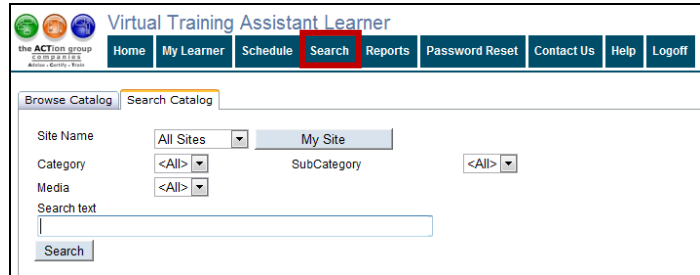 Virtual Training Assistant Learner
the ACTion group
companies
Advise - Certify - Train
Home My Learner Schedule Search Reports Password Reset Contact Us Help Logoff
Browse Catalog Search Catalog
Site Name All Sites My Site
Category <All> SubCategory <All>
Media <All>
Search text
Search